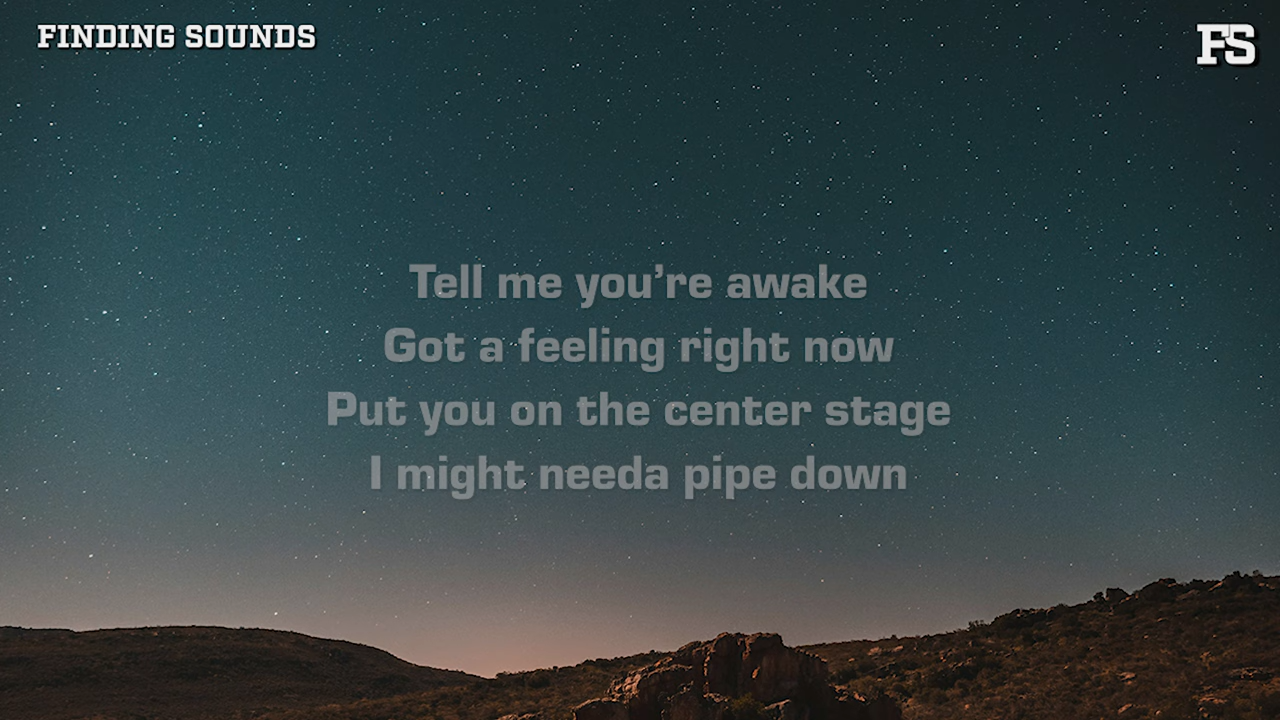 FINDING SOUNDS
FS
Tell me you’re awake
Got a feeling right now
Put you on the center stage
I might needa pipe down